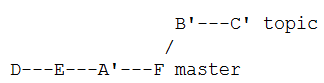 B'---C' topic
/
D---E---A'---F master